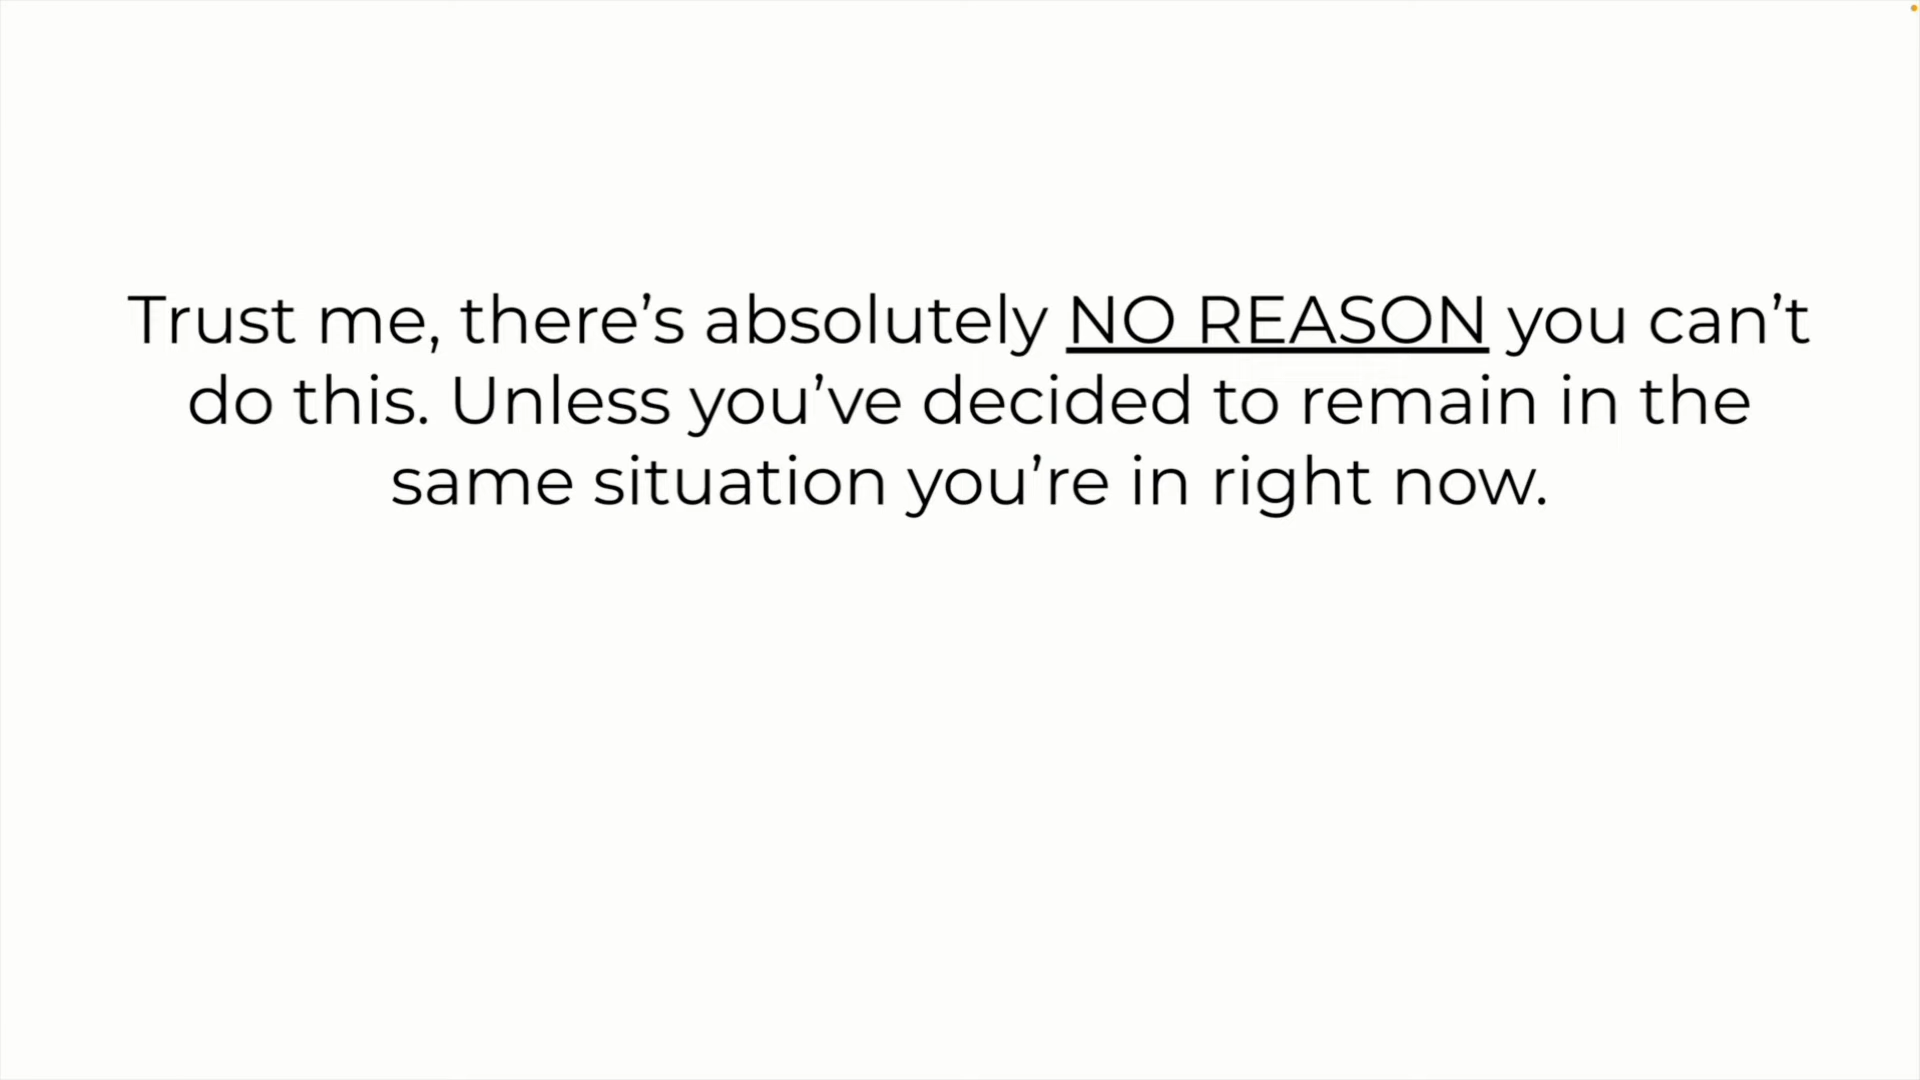 Trust me, there’s absolutely NO REASON you can’t
do this. Unless you’ve decided to remain in the
same situation you’re in right now.